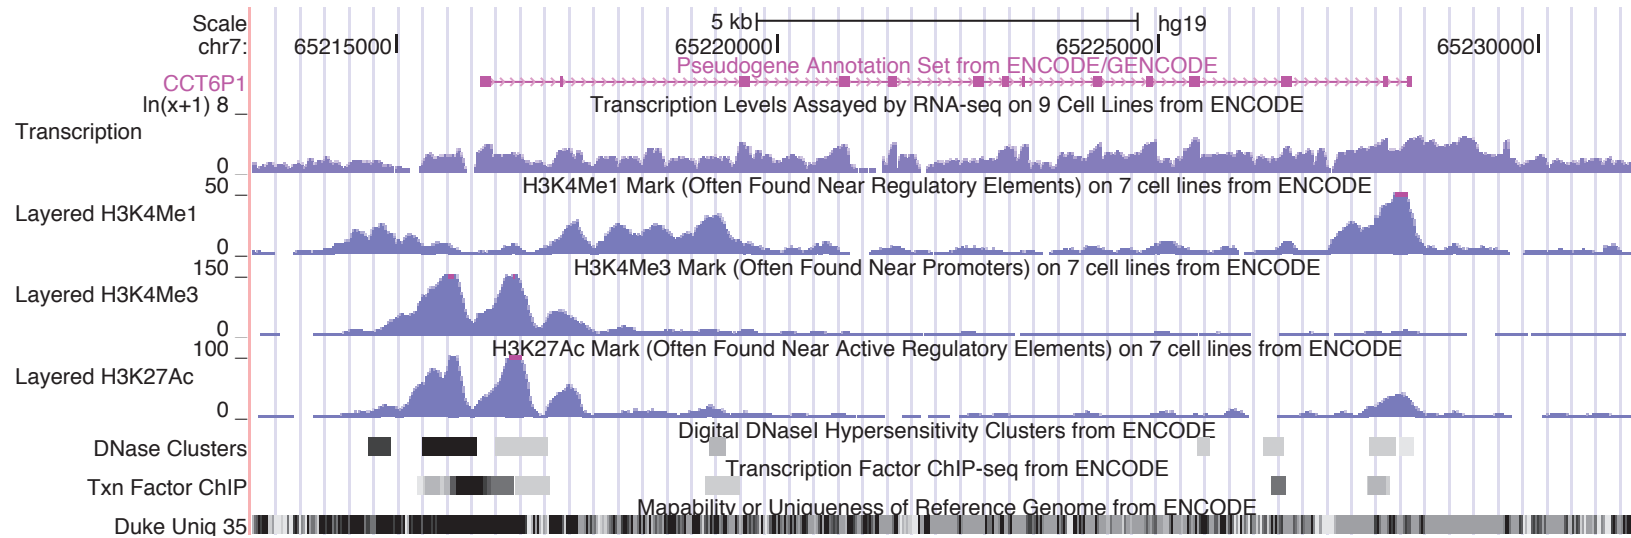 Scale 5 kb hg19
chr7: 65215000 65220000 65225000 65230000
Pseudogene Annotation Set from ENCODE/GENCODE
CCT6P1
ln(x+1) 8 _ Transcription Levels Assayed by RNA-seq on 9 Cell Lines from ENCODE
Transcription
0 _
50 _ H3K4Me1 Mark (Often Found Near Regulatory Elements) on 7 cell lines from ENCODE
Layered H3K4Me1
0 _
150 _ H3K4Me3 Mark (Often Found Near Promoters) on 7 cell lines from ENCODE
Layered H3K4Me3
0 _
100 _ H3K27Ac Mark (Often Found Near Active Regulatory Elements) on 7 cell lines from ENCODE
Layered H3K27Ac
0 _
Digital DNaseI Hypersensitivity Clusters from ENCODE
DNase Clusters
Transcription Factor ChIP-seq from ENCODE
Txn Factor ChIP
Mapability or Uniqueness of Reference Genome from ENCODE
Duke Uniq 35